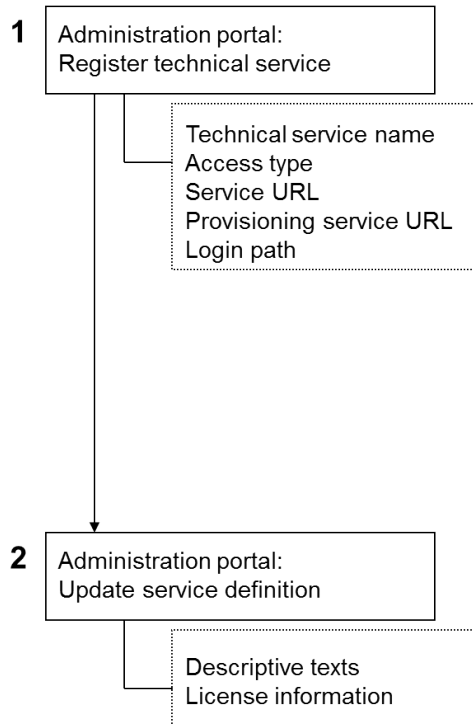 1
Administration portal:
Register technical service
Technical service name
Access type
Service URL
Provisioning service URL
Login path
2
Administration portal:
Update service definition
Descriptive texts
License information